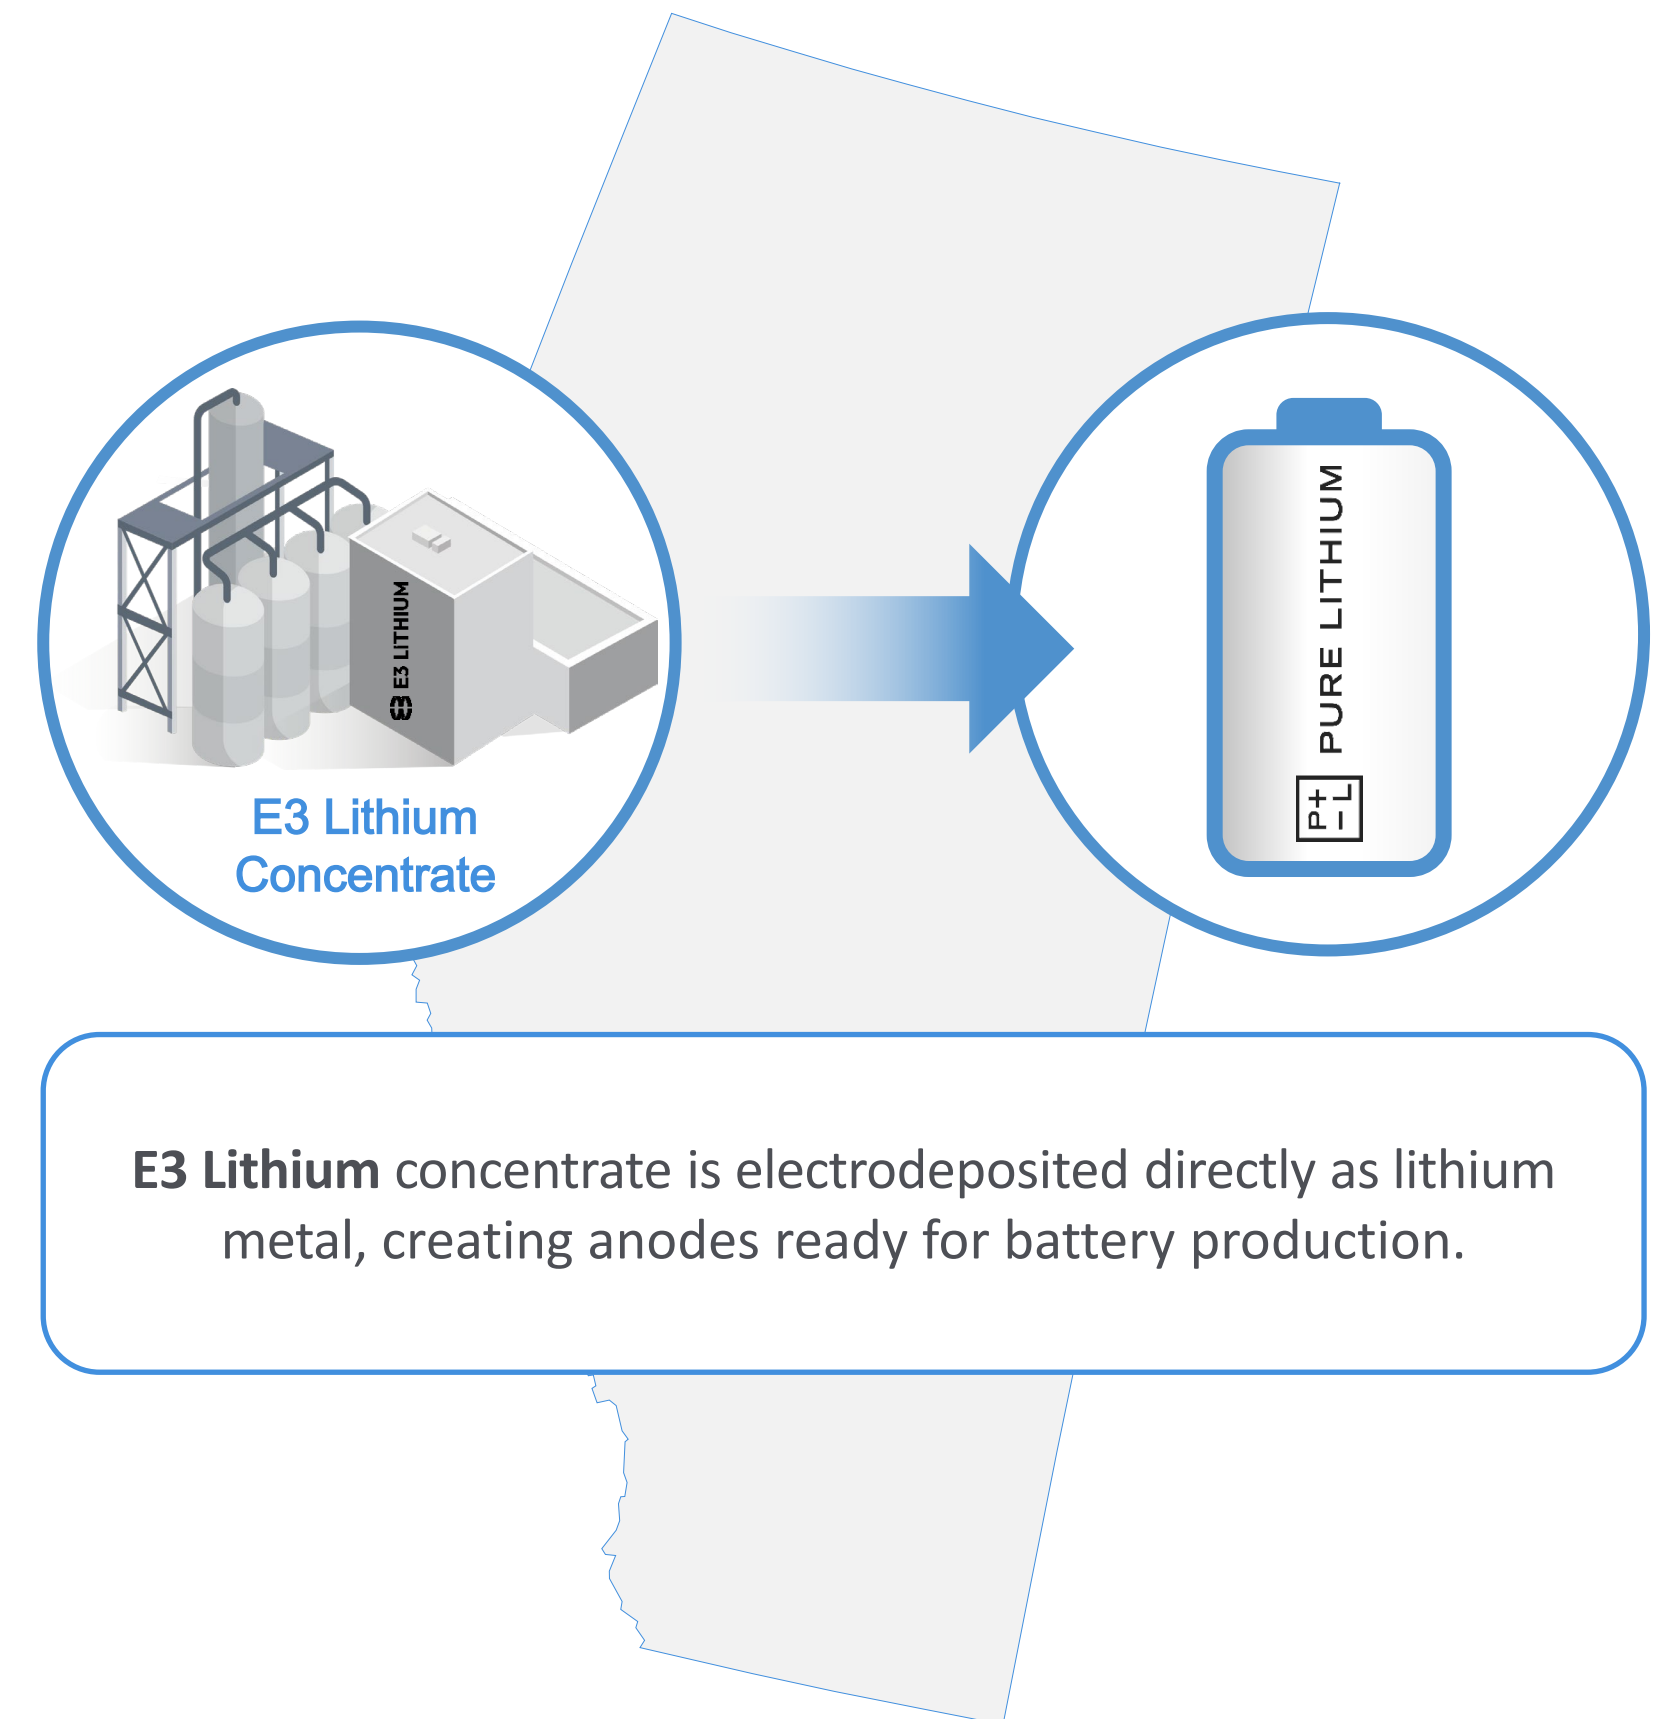 E3 LITHIUM
E3 Lithium
Concentrate
P+
–L
PURE LITHIUM
E3 Lithium concentrate is electrodeposited directly as lithium
metal, creating anodes ready for battery production.